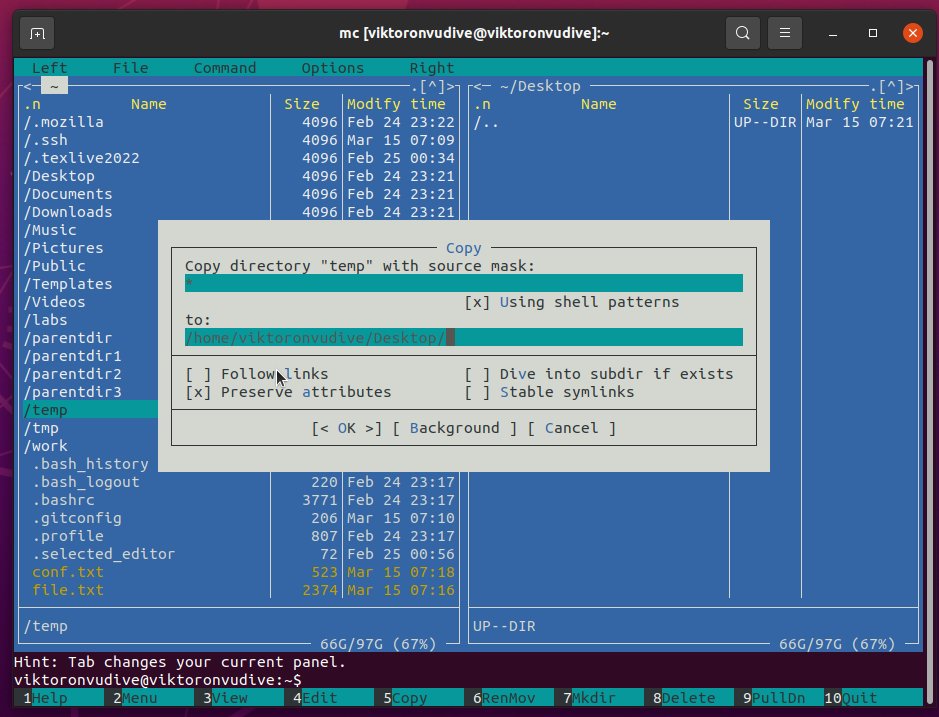 mc [viktoronvudive@viktoronvudive]:~
Left File Command Options Right
<─ ~ .[^]> <─ ~/Desktop .[^]>
.n Name Size Modify time .n Name Size Modify time
/.mozilla 4096 Feb 24 23:22 /.. UP--DIR Mar 15 07:21
/.ssh 4096 Mar 15 07:09
/.texlive2022 4096 Feb 25 00:34
/Desktop 4096 Feb 24 23:21
/Documents 4096 Feb 24 23:21
/Downloads 4096 Feb 24 23:21
/Music
/Pictures
/Public
/Templates
/Videos
/labs
/parentdir
/parentdir1
/parentdir2
/parentdir3
/temp
/tmp
/work
.bash_history
.bash_logout 220 Feb 24 23:17
.bashrc 3771 Feb 24 23:17
.gitconfig 206 Mar 15 07:10
.profile 807 Feb 24 23:17
.selected_editor 72 Feb 25 00:56
conf.txt 523 Mar 15 07:18
file.txt 2374 Mar 15 07:16
Copy
Copy directory "temp" with source mask:
*
[x] Using shell patterns
to:
/home/viktoronvudive/Desktop/
[ ] Follow links [ ] Dive into subdir if exists
[x] Preserve attributes [ ] Stable symlinks
[< OK >] [ Background ] [ Cancel ]
/temp UP--DIR
66G/97G (67%) 66G/97G (67%)
Hint: Tab changes your current panel.
viktoronvudive@viktoronvudive:~$
1Help 2Menu 3View 4Edit 5Copy 6RenMov 7Mkdir 8Delete 9PullDn 10Quit